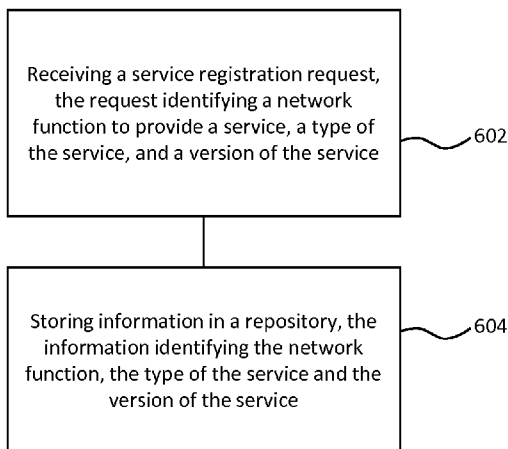 Receiving a service registration request,
the request identifying a network
function to provide a service, a type of
the service, and a version of the service
602
Storing information in a repository, the
information identifying the network
function, the type of the service and the
version of the service
604